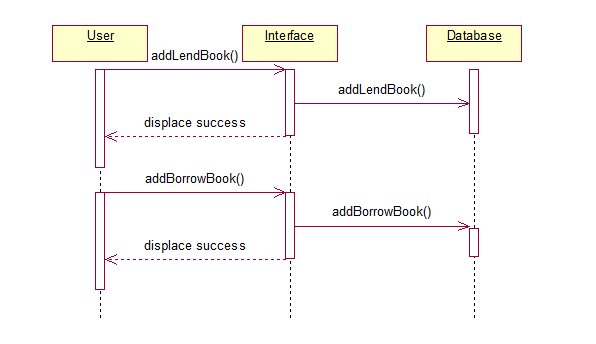 User
Interface
Database
addLendBook()
addLendBook()
displace success
addBorrowBook()
addBorrowBook()
displace success